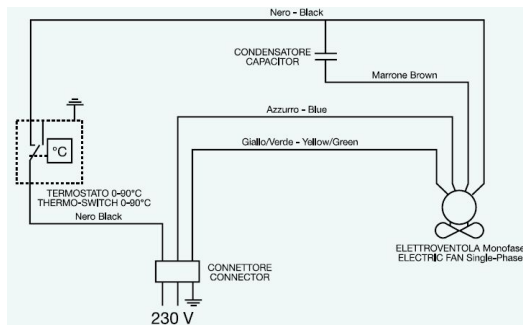 Nero - Black
CONDENSATORE
CAPACITOR
Marrone Brown
Azzurro - Blue
Giallo/Verde - Yellow/Green
°C
TERMOSTATO 0-90°C
THERMO-SWITCH 0-90°C
Nero Black
ELETTROVENTOLA Monofase
ELECTRIC FAN Single-Phase
CONNETTORE
CONNECTOR
230 V